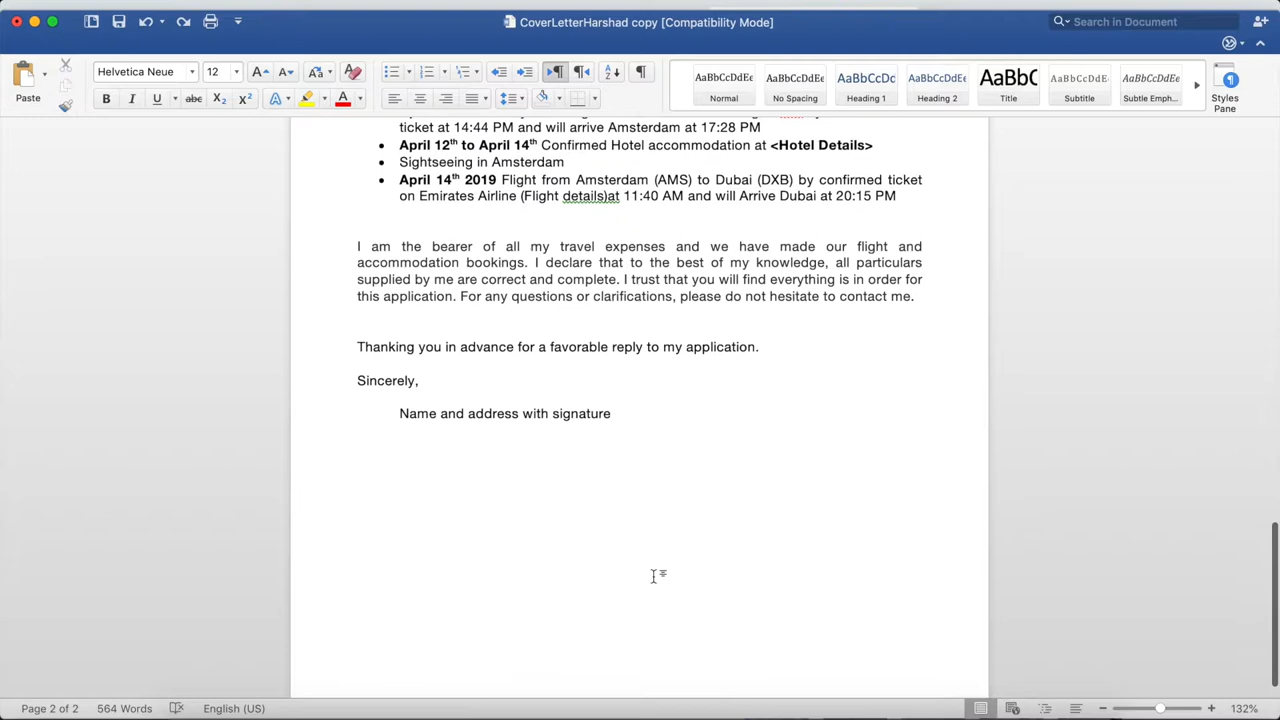 CoverLetterHarshad copy [Compatibility Mode]
Search in Document
Paste
Helvetica Neue
12
AaBbCcDdEe
Normal
AaBbCcDdEe
No Spacing
AaBbCcDc
Heading 1
AaBbCcDdEe
Heading 2
AaBbC
Title
AaBbCcDdEe
Subtitle
AaBbCcDdEe
Subtle Emph...
Styles
Pane
ticket at 14:44 PM and will arrive Amsterdam at 17:28 PM
• April 12th to April 14th Confirmed Hotel accommodation at <Hotel Details>
• Sightseeing in Amsterdam
• April 14th 2019 Flight from Amsterdam (AMS) to Dubai (DXB) by confirmed ticket
on Emirates Airline (Flight details)at 11:40 AM and will Arrive Dubai at 20:15 PM
I am the bearer of all my travel expenses and we have made our flight and
accommodation bookings. I declare that to the best of my knowledge, all particulars
supplied by me are correct and complete. I trust that you will find everything is in order for
this application. For any questions or clarifications, please do not hesitate to contact me.
Thanking you in advance for a favorable reply to my application.
Sincerely,
Name and address with signature
Page 2 of 2
564 Words
English (US)
132%